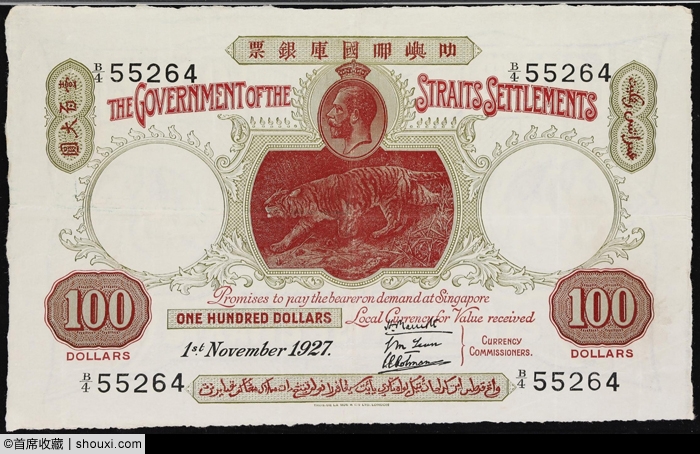 叻嶼呷國庫銀票
B/4 55264
B/4 55264
壹百大圓
THE GOVERNMENT OF THE STRAITS SETTLEMENTS
Promises to pay the bearer on demand at Singapore
ONE HUNDRED DOLLARS Local Currency for Value received
100
DOLLARS
100
DOLLARS
1st November 1927.
CURRENCY
COMMISSIONERS.
B/4 55264
B/4 55264
©首席收藏 | shouxi.com